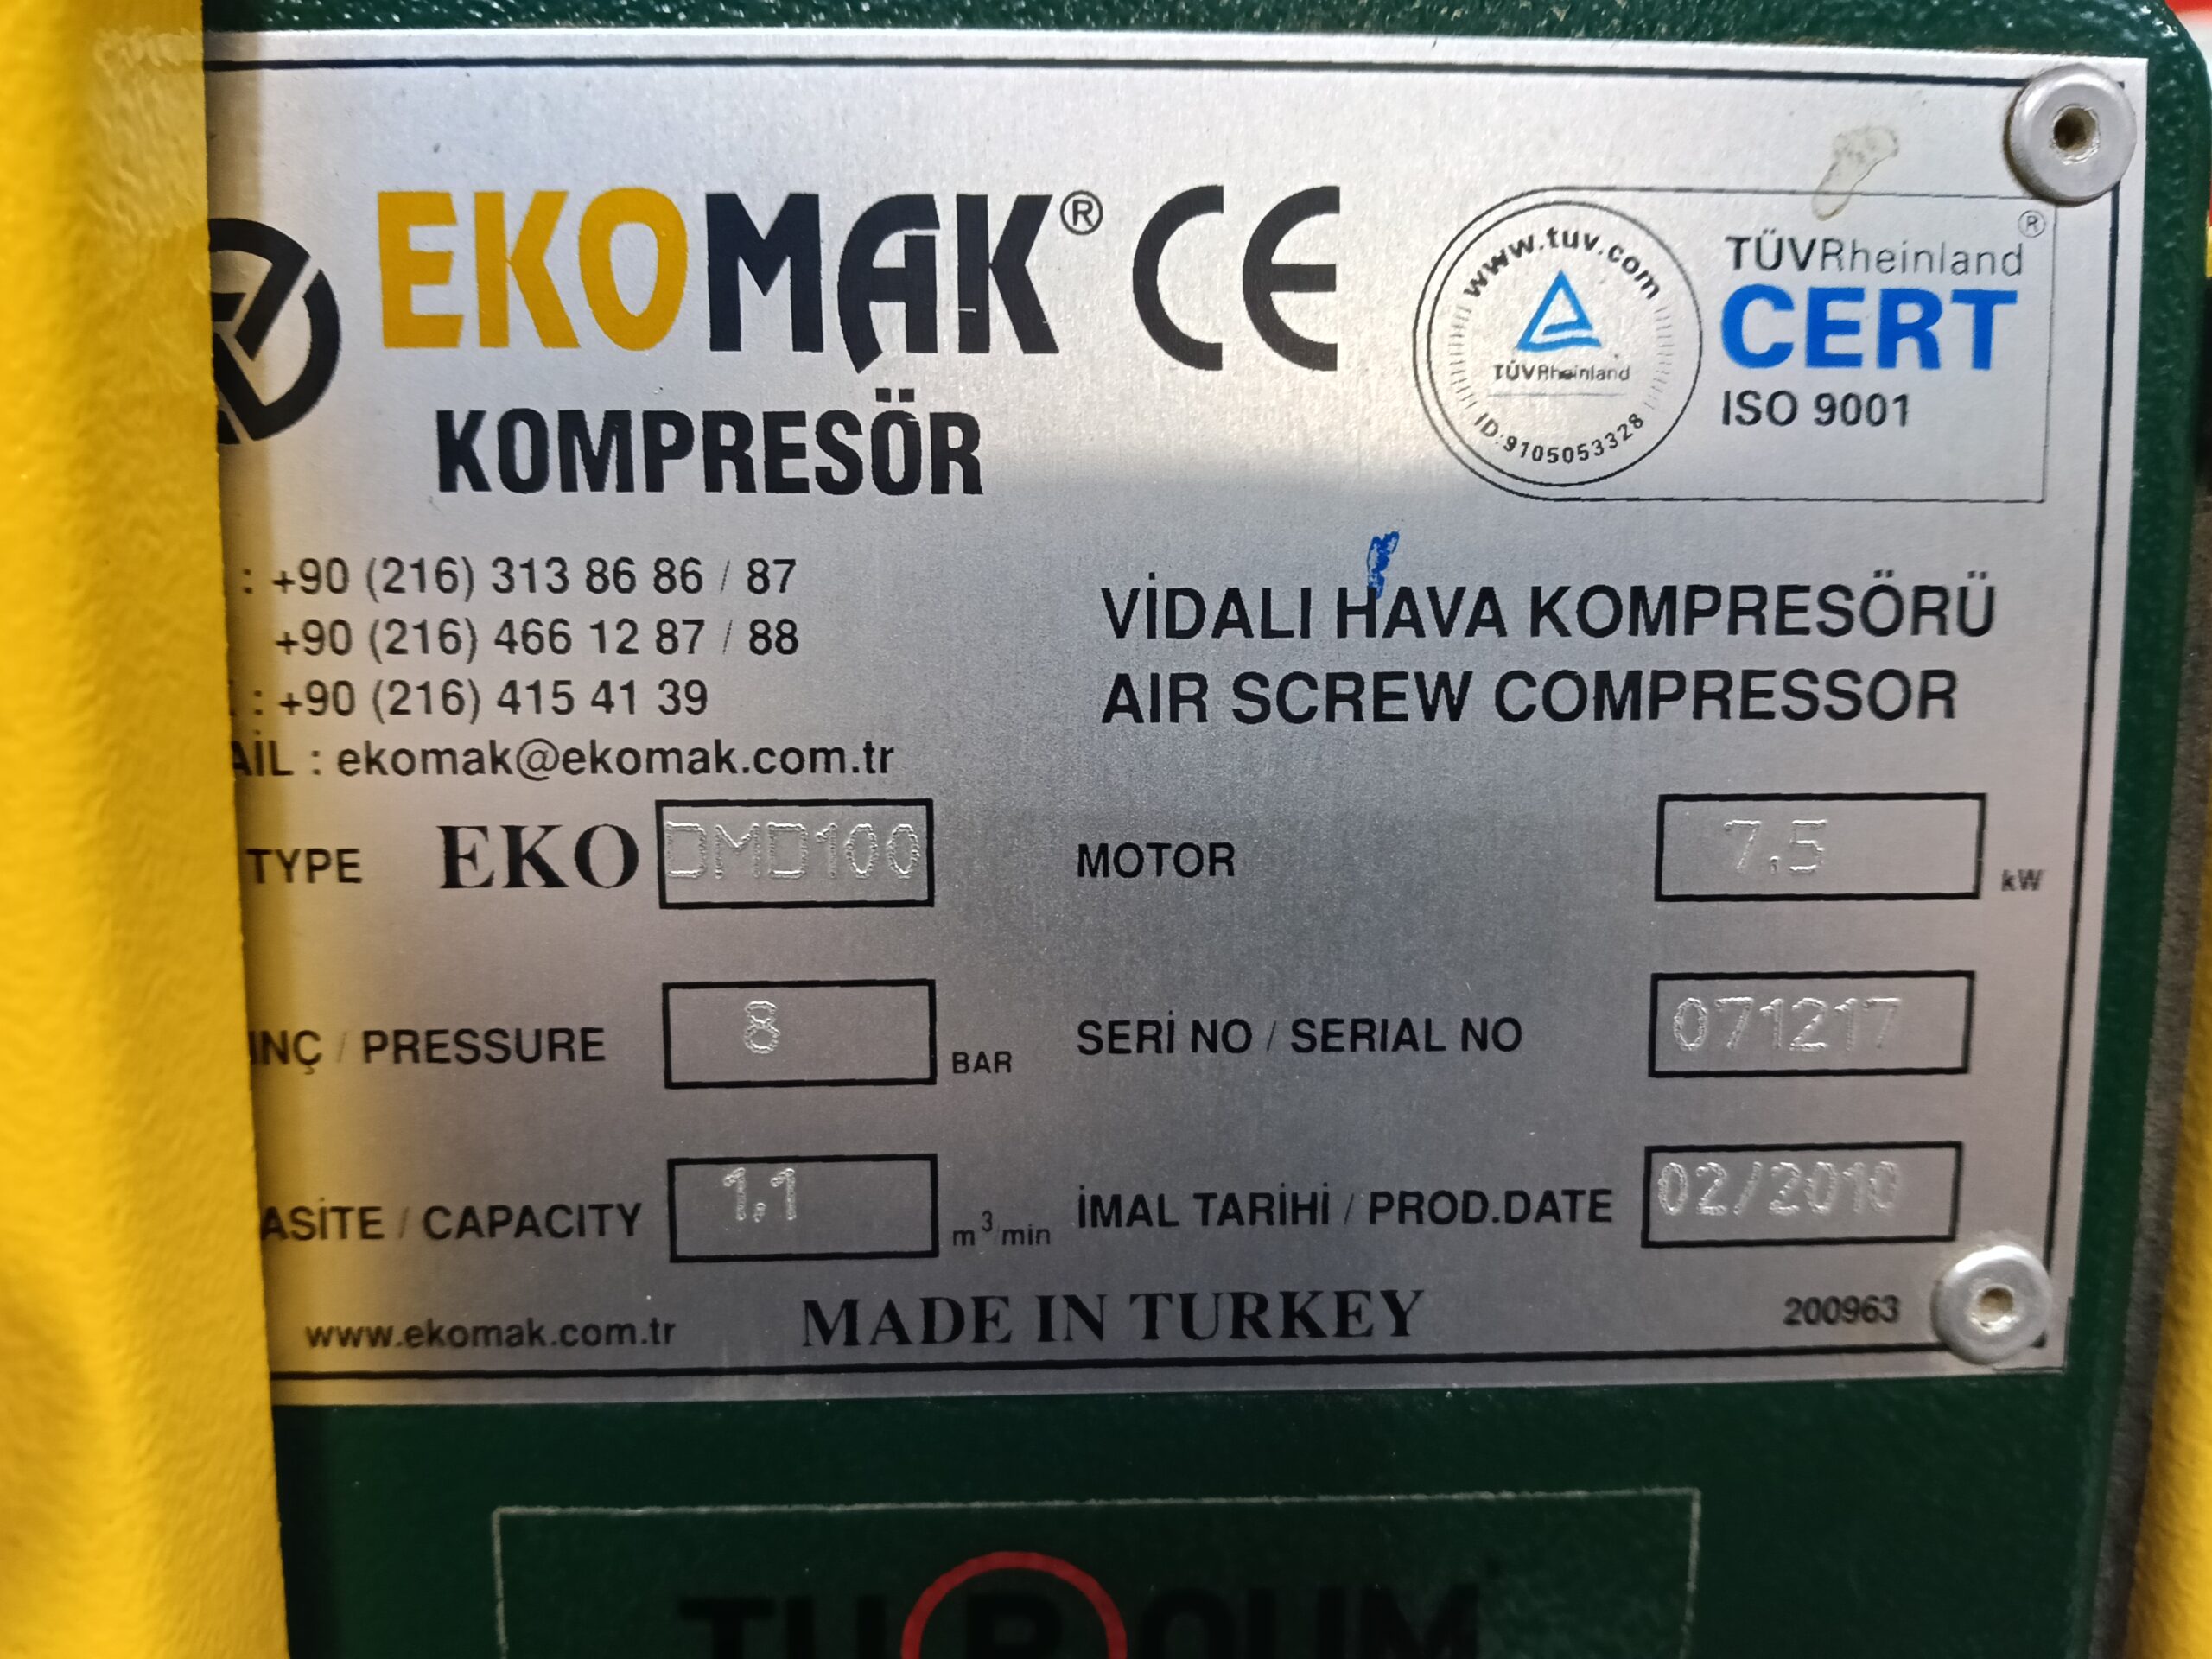 EKOMAK® CE
KOMPRESÖR
www.tuv.com
TÜVRheinland
ID:9105053328
TÜVRheinland®
CERT
ISO 9001
: +90 (216) 313 86 86 / 87
+90 (216) 466 12 87 / 88
: +90 (216) 415 41 39
AİL : ekomak@ekomak.com.tr
VİDALI HAVA KOMPRESÖRÜ
AIR SCREW COMPRESSOR
TYPE EKO DMD100
MOTOR 7,5 kW
INÇ / PRESSURE 8 BAR
SERİ NO / SERIAL NO 071217
ASİTE / CAPACITY 1,1 m³/min
İMAL TARİHİ / PROD.DATE 02/2010
www.ekomak.com.tr
MADE IN TURKEY
200963